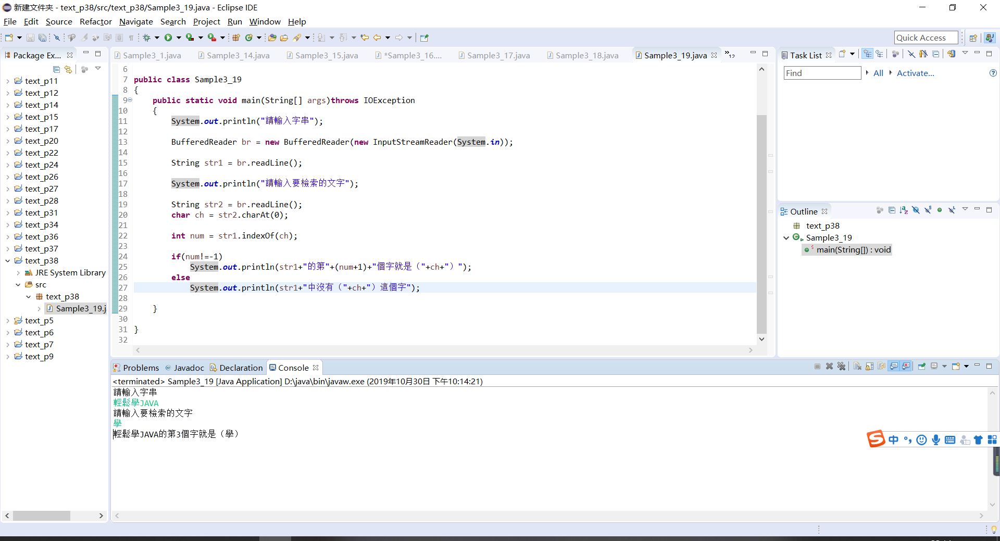 新建文件夹 - text_p38/src/text_p38/Sample3_19.java - Eclipse IDE
File Edit Source Refactor Navigate Search Project Run Window Help
Quick Access
Package Ex...
text_p11
text_p12
text_p14
text_p15
text_p17
text_p20
text_p22
text_p24
text_p26
text_p27
text_p28
text_p31
text_p34
text_p36
text_p37
text_p38
JRE System Library
src
text_p38
Sample3_19.j
text_p5
text_p6
text_p7
text_p9
Sample3_1.java Sample3_14.java Sample3_15.java *Sample3_16.... Sample3_17.java Sample3_18.java Sample3_19.java »12
6
7 public class Sample3_19
8 {
9 public static void main(String[] args)throws IOException
10 {
11 System.out.println("請輸入字串");
12
13 BufferedReader br = new BufferedReader(new InputStreamReader(System.in));
14
15 String str1 = br.readLine();
16
17 System.out.println("請輸入要檢索的文字");
18
19 String str2 = br.readLine();
20 char ch = str2.charAt(0);
21
22 int num = str1.indexOf(ch);
23
24 if(num!=-1)
25 System.out.println(str1+"的第"+(num+1)+"個字就是（"+ch+"）");
26 else
27 System.out.println(str1+"中沒有（"+ch+"）這個字");
28
29 }
30
31 }
32
Task List
Find All Activate...
Outline
text_p38
Sample3_19
main(String[]) : void
Problems @ Javadoc Declaration Console
<terminated> Sample3_19 [Java Application] D:\java\bin\javaw.exe (2019年10月30日 下午10:14:21)
請輸入字串
輕鬆學JAVA
請輸入要檢索的文字
學
輕鬆學JAVA的第3個字就是（學）
中